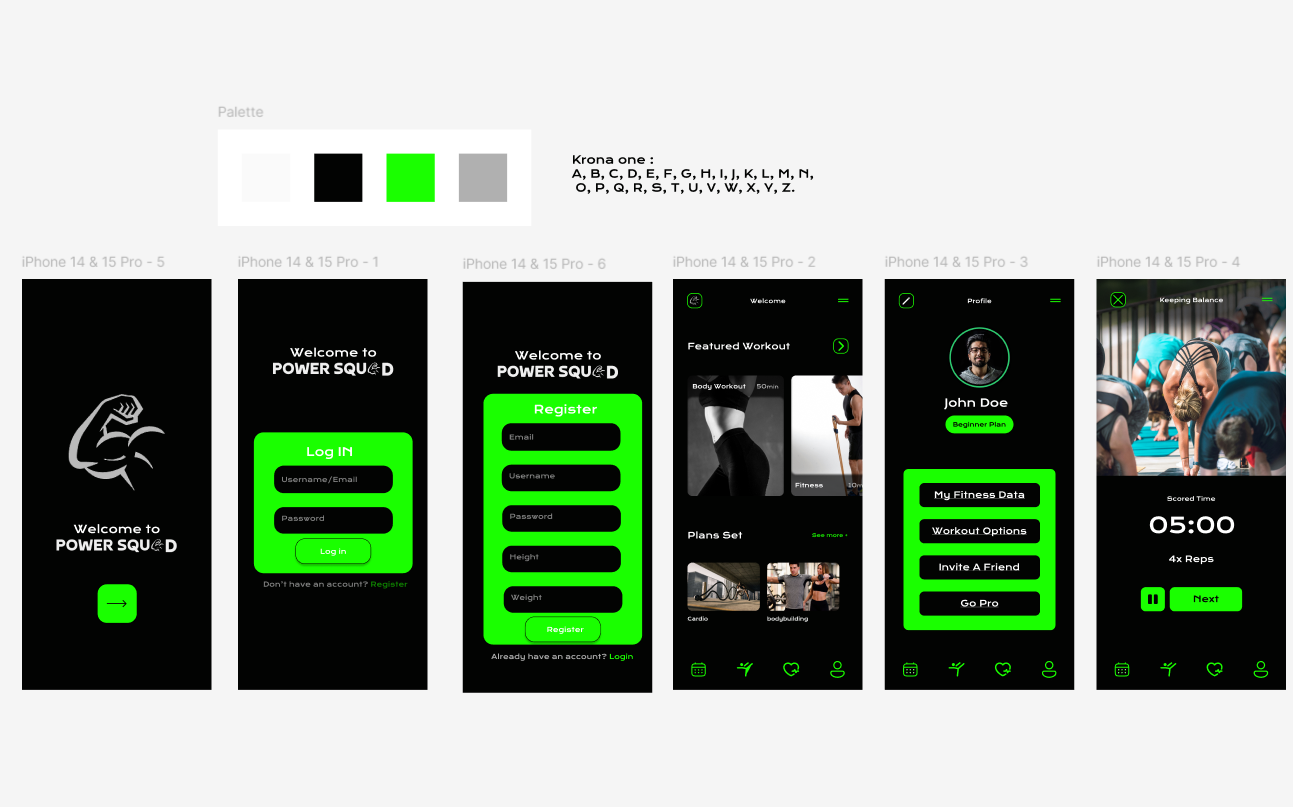 Palette
Krona one :
A, B, C, D, E, F, G, H, I, J, K, L, M, N,
O, P, Q, R, S, T, U, V, W, X, Y, Z.
iPhone 14 & 15 Pro - 5
Welcome to
POWER SQU D
iPhone 14 & 15 Pro - 1
Welcome to
POWER SQU D
Log IN
Username/Email
Password
Log in
Don't have an account? Register
iPhone 14 & 15 Pro - 6
Welcome to
POWER SQU D
Register
Email
Username
Password
Height
Weight
Register
Already have an account? Login
iPhone 14 & 15 Pro - 2
Welcome
Featured Workout
Body Workout 50min
Fitness 10m
Plans Set
See more
Cardio
bodybuilding
iPhone 14 & 15 Pro - 3
Profile
John Doe
Beginner Plan
My Fitness Data
Workout Options
Invite A Friend
Go Pro
iPhone 14 & 15 Pro - 4
Keeping Balance
Scored Time
05:00
4x Reps
Next